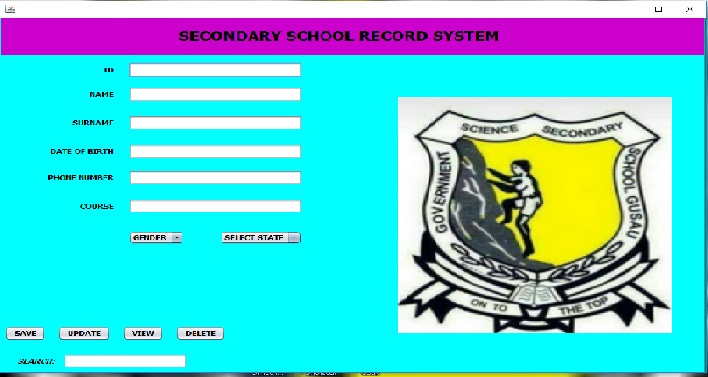 SECONDARY SCHOOL RECORD SYSTEM
ID
NAME
SURNAME
DATE OF BIRTH
PHONE NUMBER
COURSE
GENDER
SELECT STATE
SCIENCE SECONDARY
GOVERNMENT
SCHOOL GUSAU
ON TO THE TOP
SAVE
UPDATE
VIEW
DELETE
SEARCH: